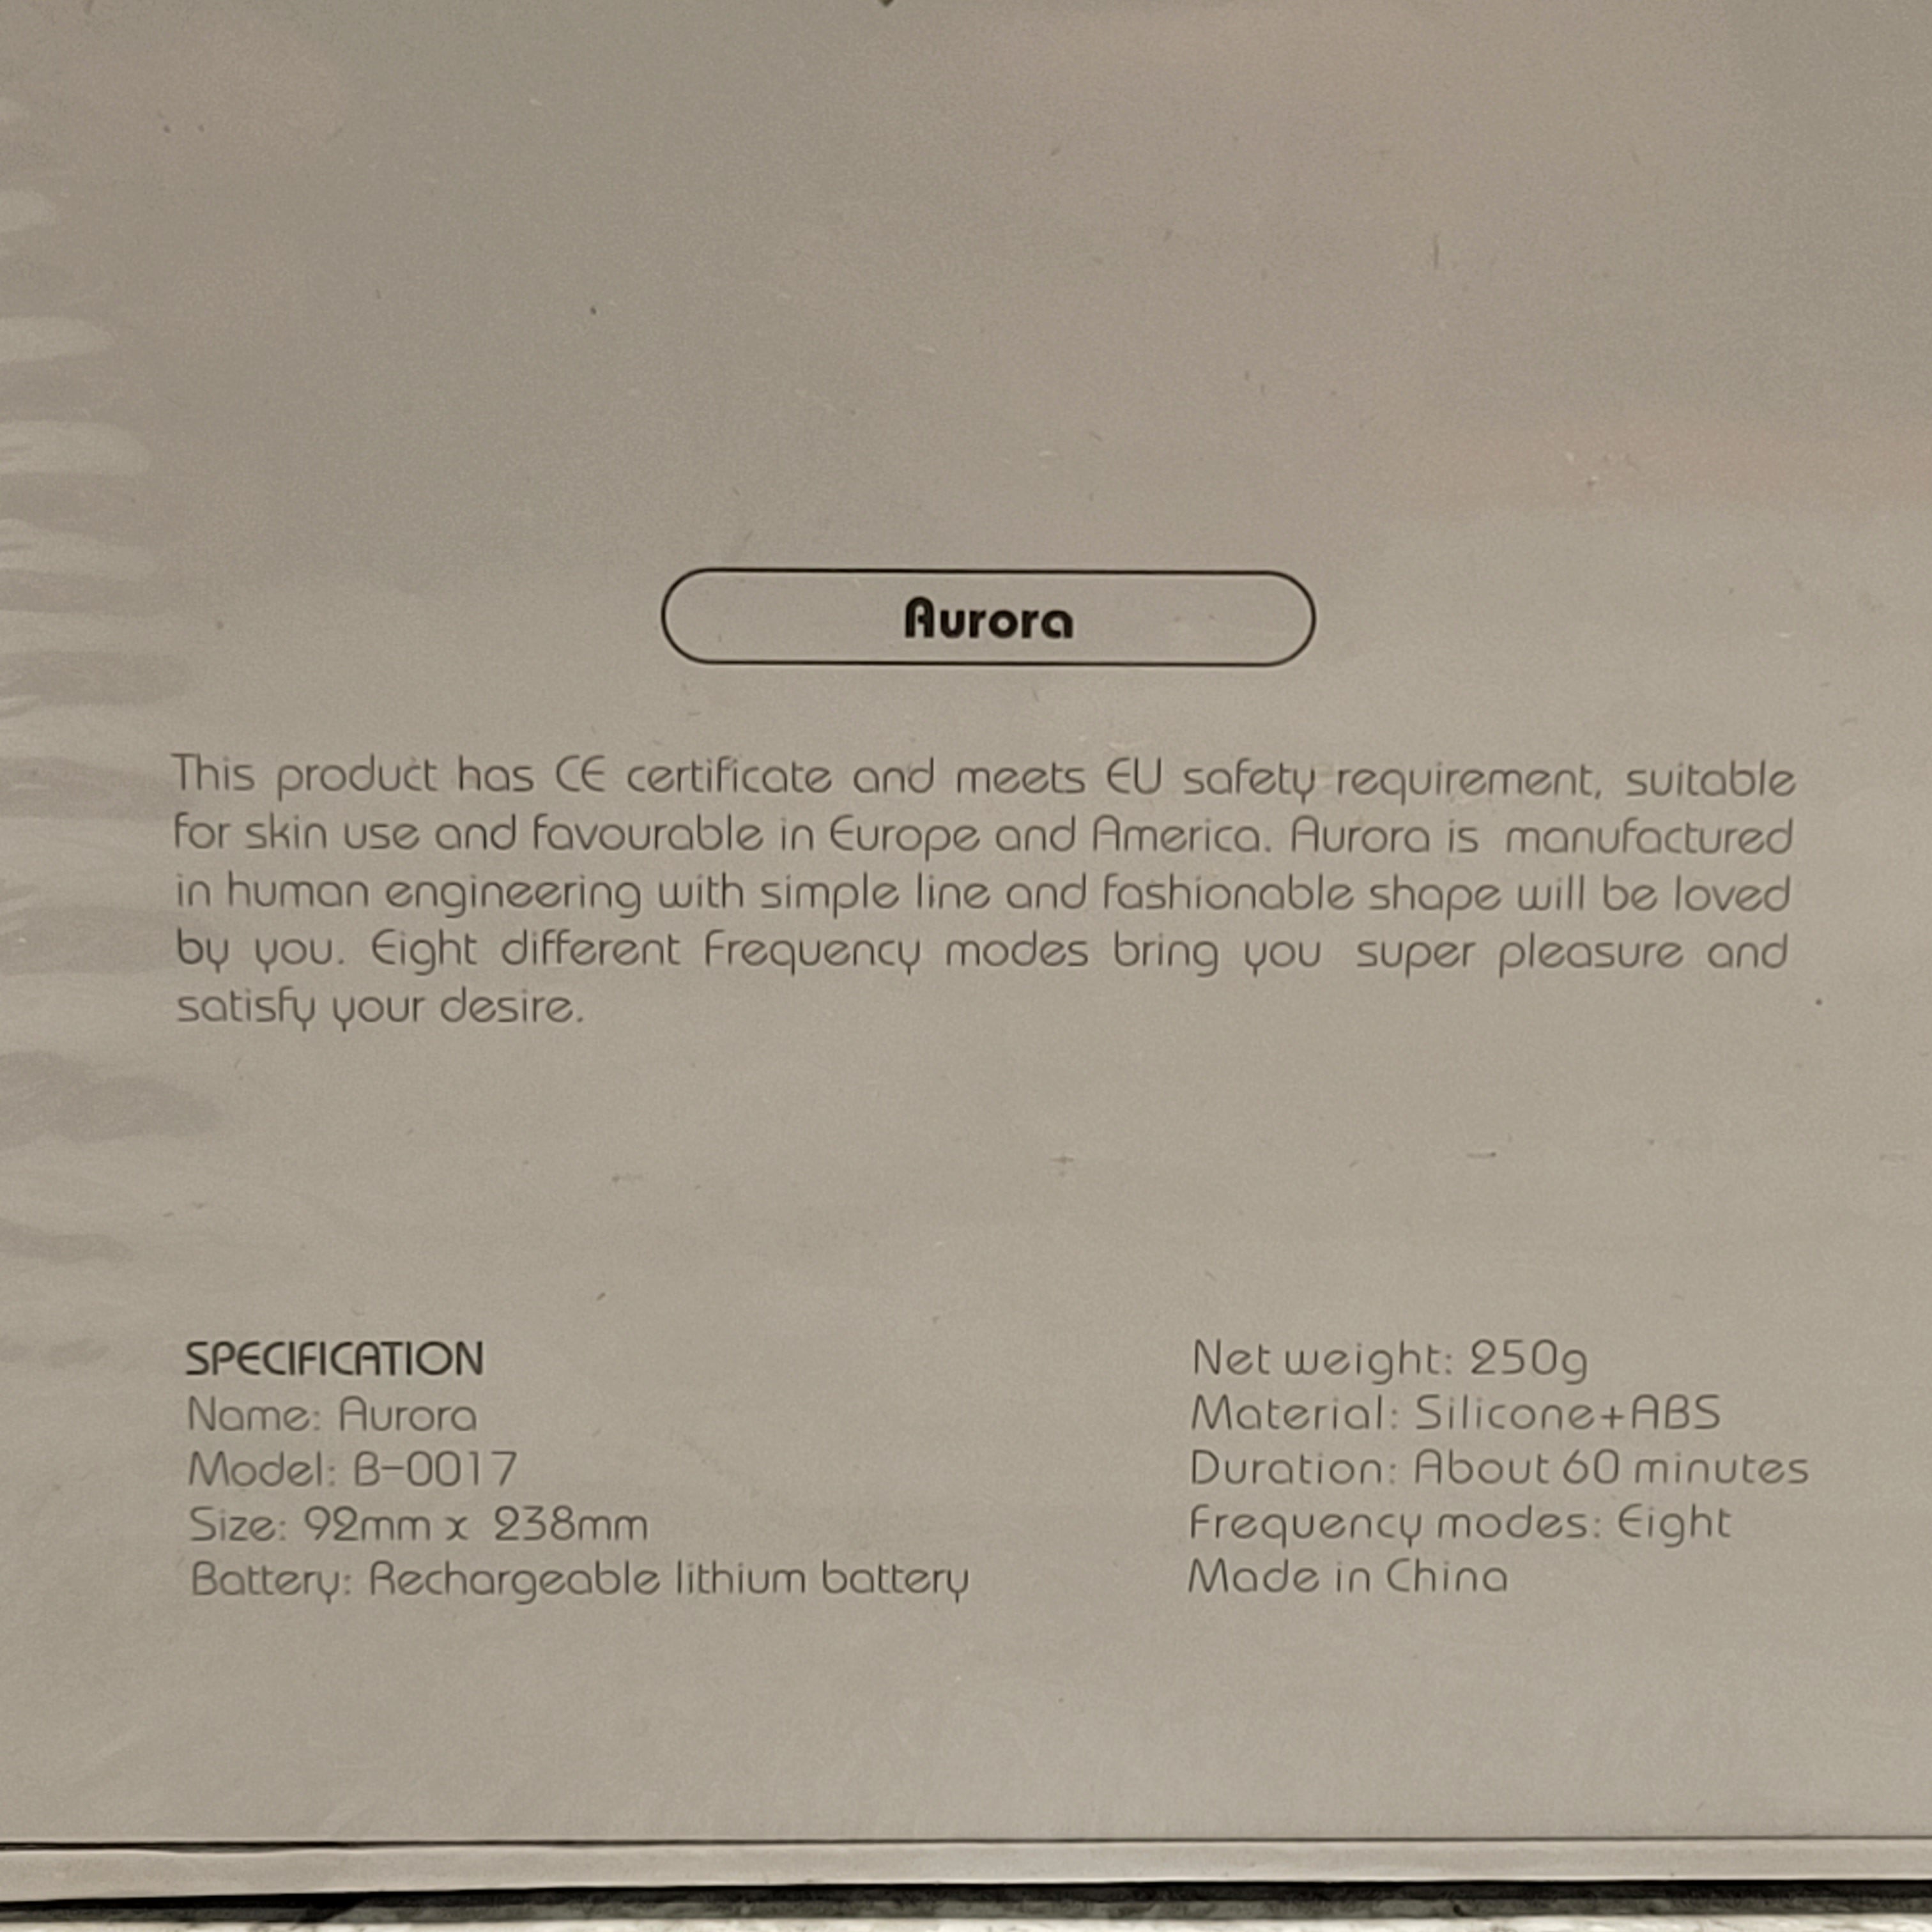 Aurora
This product has CE certificate and meets EU safety requirement, suitable
for skin use and favourable in Europe and America. Aurora is manufactured
in human engineering with simple line and fashionable shape will be loved
by you. Eight different frequency modes bring you super pleasure and
satisfy your desire.
SPECIFICATION
Name: Aurora
Model: B-0017
Size: 92mm x 238mm
Battery: Rechargeable lithium battery
Net weight: 250g
Material: Silicone+ABS
Duration: About 60 minutes
Frequency modes: Eight
Made in China